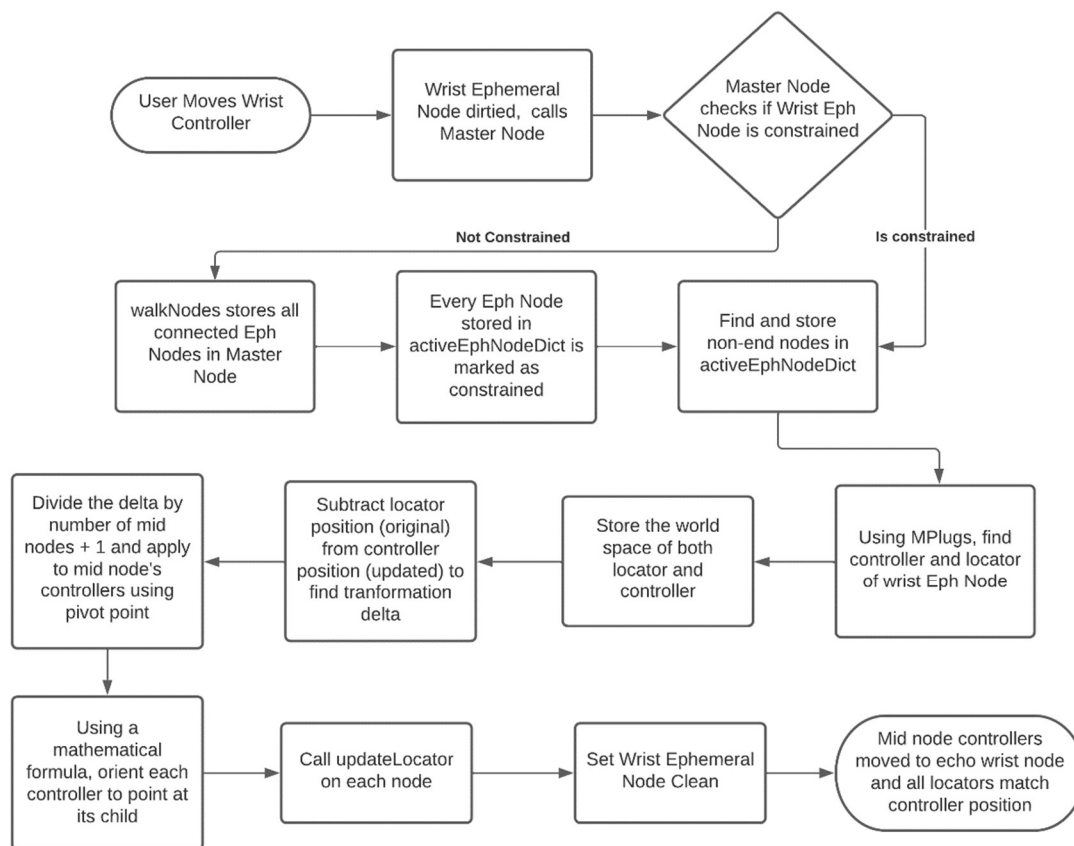 User Moves Wrist
Controller
Wrist Ephemeral
Node dirtied,  calls
Master Node
Master Node
checks if Wrist Eph
Node is constrained
Not Constrained
Is constrained
walkNodes stores all
connected Eph
Nodes in Master
Node
Every Eph Node
stored in
activeEphNodeDict is
marked as
constrained
Find and store
non-end nodes in
activeEphNodeDict
Using MPlugs, find
controller and locator
of wrist Eph Node
Store the world
space of both
locator and
controller
Subtract locator
position (original)
from controller
position (updated) to
find tranformation
delta
Divide the delta by
number of mid
nodes + 1 and apply
to mid node's
controllers using
pivot point
Using a
mathematical
formula, orient each
controller to point at
its child
Call updateLocator
on each node
Set Wrist Ephemeral
Node Clean
Mid node controllers
moved to echo wrist node
and all locators match
controller position